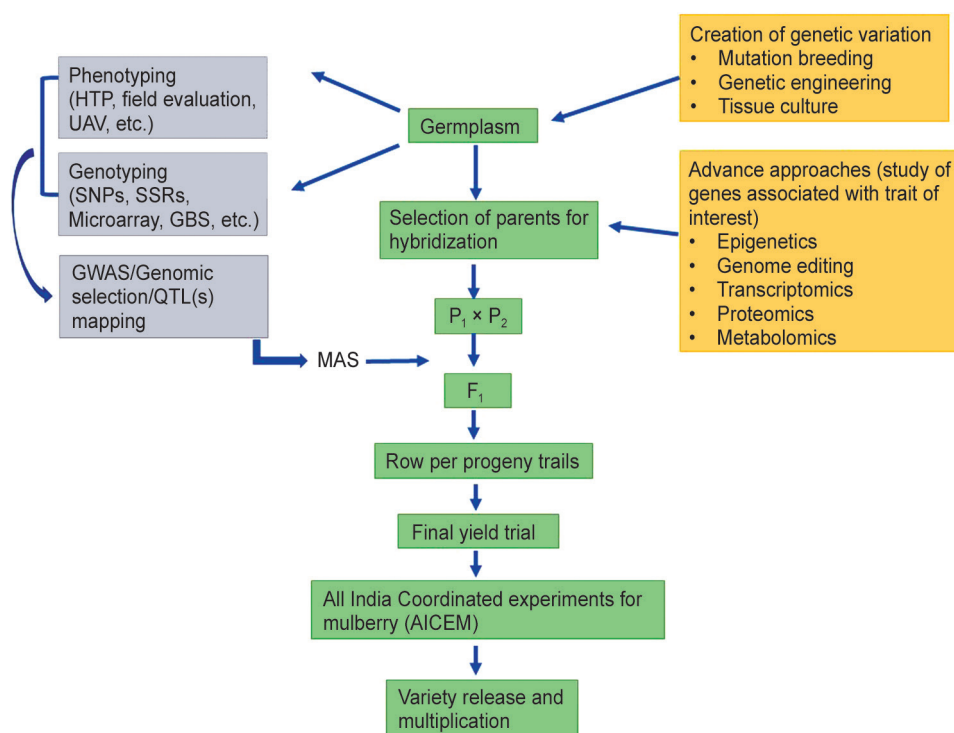 Phenotyping
(HTP, field evaluation,
UAV, etc.)
Genotyping
(SNPs, SSRs,
Microarray, GBS, etc.)
GWAS/Genomic
selection/QTL(s)
mapping
MAS
Germplasm
Selection of parents for
hybridization
P₁ × P₂
F₁
Row per progeny trails
Final yield trial
All India Coordinated experiments for
mulberry (AICEM)
Variety release and
multiplication
Creation of genetic variation
• Mutation breeding
• Genetic engineering
• Tissue culture
Advance approaches (study of
genes associated with trait of
interest)
• Epigenetics
• Genome editing
• Transcriptomics
• Proteomics
• Metabolomics